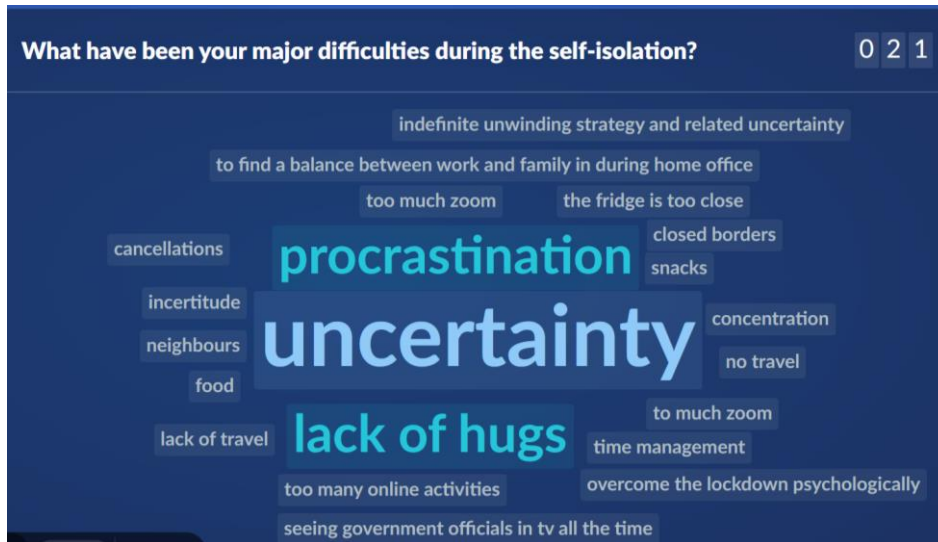 What have been your major difficulties during the self-isolation?
0 2 1
indefinite unwinding strategy and related uncertainty
to find a balance between work and family in during home office
too much zoom
the fridge is too close
cancellations
procrastination
closed borders
snacks
incertitude
uncertainty
concentration
neighbours
no travel
food
lack of travel
lack of hugs
to much zoom
time management
too many online activities
overcome the lockdown psychologically
seeing government officials in tv all the time